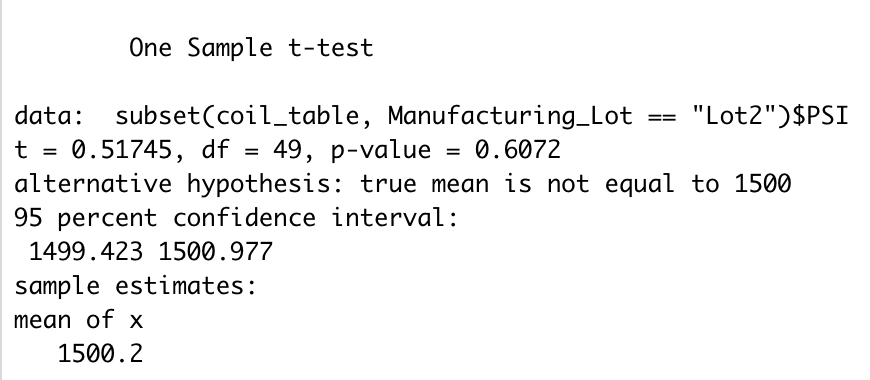 One Sample t-test
data:  subset(coil_table, Manufacturing_Lot == "Lot2")$PSI
t = 0.51745, df = 49, p-value = 0.6072
alternative hypothesis: true mean is not equal to 1500
95 percent confidence interval:
1499.423 1500.977
sample estimates:
mean of x
1500.2